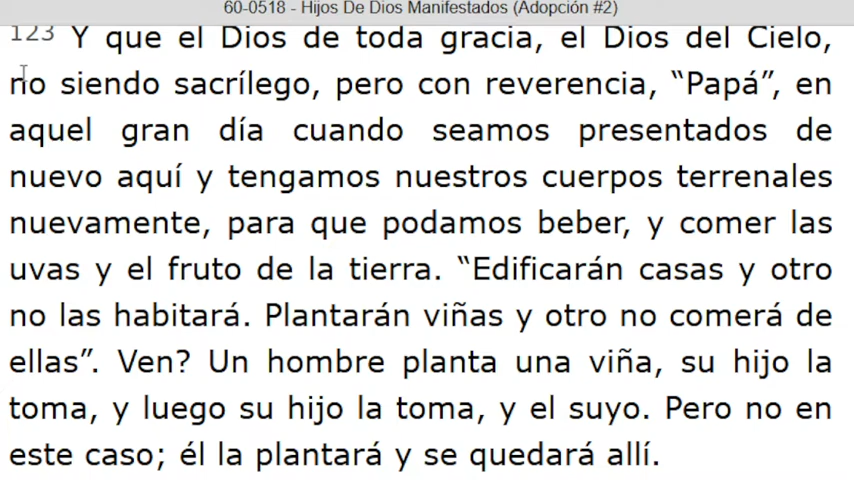 60-0518 - Hijos De Dios Manifestados (Adopción #2)
123 Y que el Dios de toda gracia, el Dios del Cielo,
no siendo sacrílego, pero con reverencia, “Papá”, en
aquel gran día cuando seamos presentados de
nuevo aquí y tengamos nuestros cuerpos terrenales
nuevamente, para que podamos beber, y comer las
uvas y el fruto de la tierra. “Edificarán casas y otro
no las habitará. Plantarán viñas y otro no comerá de
ellas”. Ven? Un hombre planta una viña, su hijo la
toma, y luego su hijo la toma, y el suyo. Pero no en
este caso; él la plantará y se quedará allí.